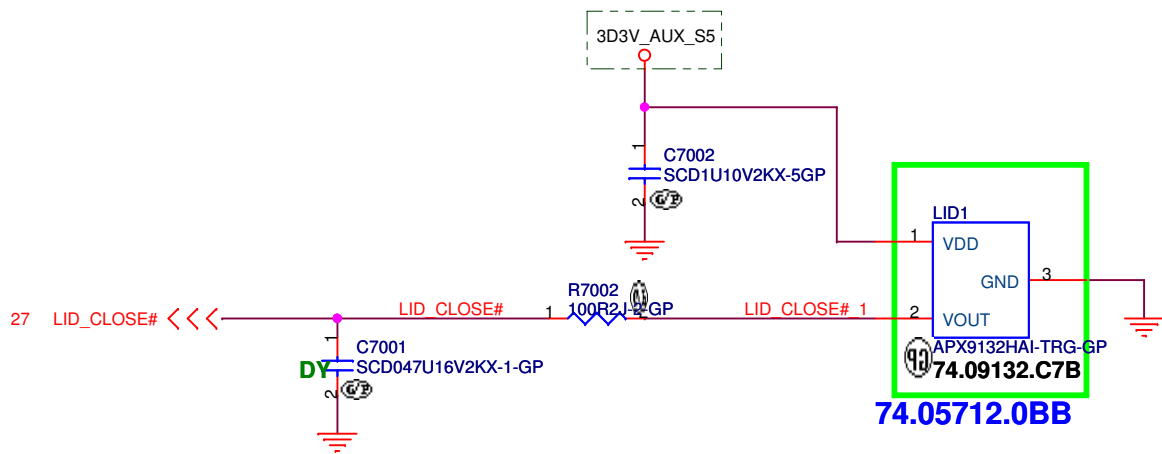 3D3V_AUX_S5
1
C7002
SCD1U10V2KX-5GP
2
G/P
LID1
1
VDD
GND
3
27
LID_CLOSE#
LID_CLOSE#
1
R7002
100R2J-2-GP
LID_CLOSE#_1
2
VOUT
APX9132HAI-TRG-GP
74.09132.C7B
74.05712.0BB
1
C7001
DY
SCD047U16V2KX-1-GP
2
G/P